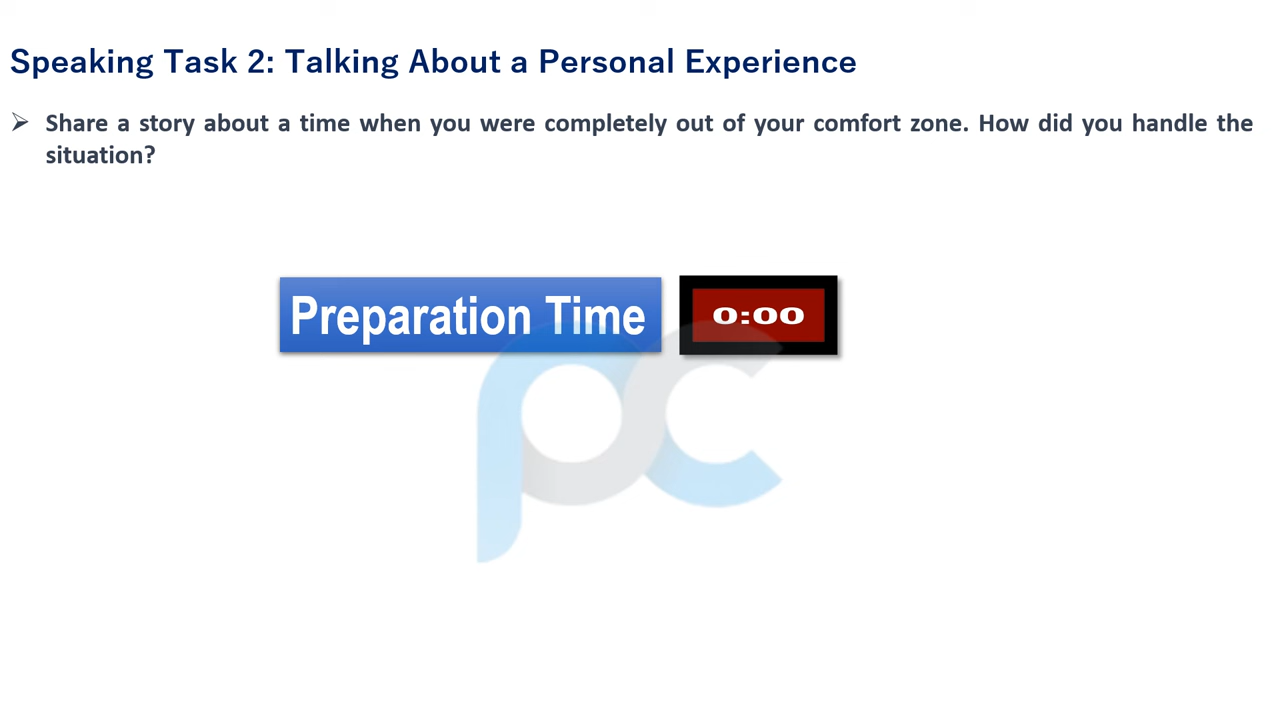 Speaking Task 2: Talking About a Personal Experience
➢ Share a story about a time when you were completely out of your comfort zone. How did you handle the
situation?
Preparation Time
0:00
pc